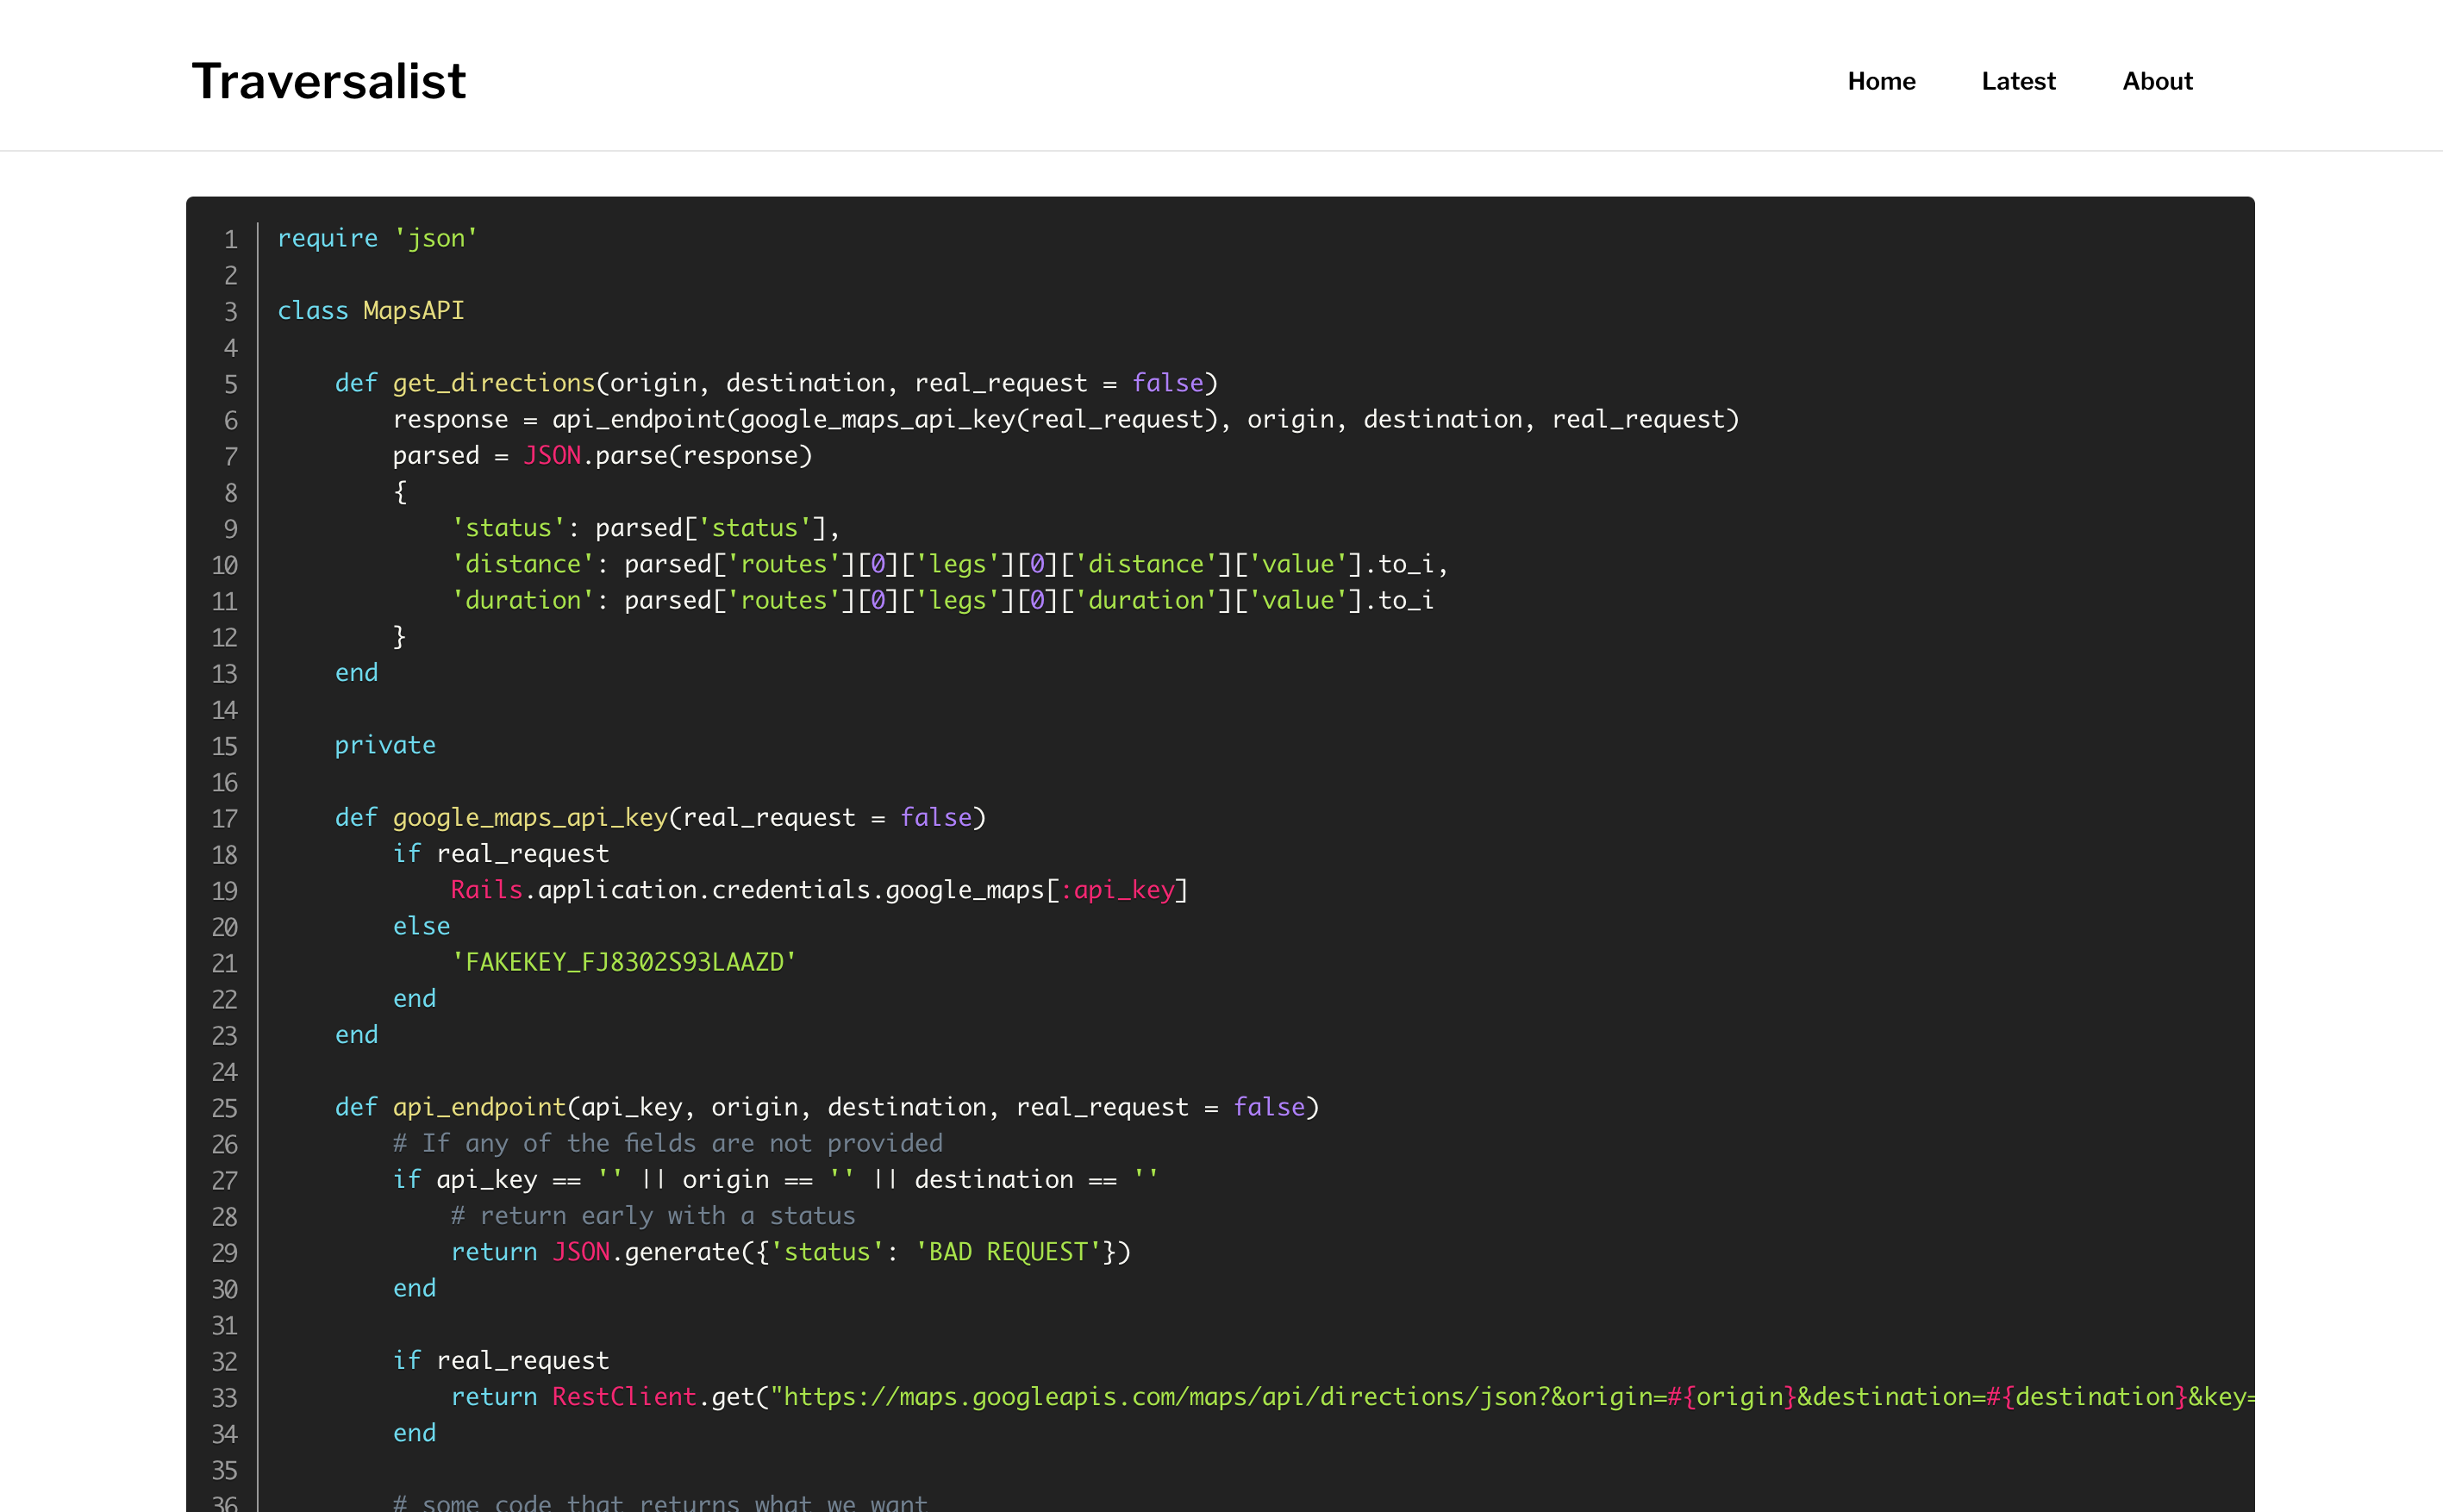 Traversalist
Home Latest About
1 require 'json'
2
3 class MapsAPI
4
5     def get_directions(origin, destination, real_request = false)
6         response = api_endpoint(google_maps_api_key(real_request), origin, destination, real_request)
7         parsed = JSON.parse(response)
8         {
9             'status': parsed['status'],
10             'distance': parsed['routes'][0]['legs'][0]['distance']['value'].to_i,
11             'duration': parsed['routes'][0]['legs'][0]['duration']['value'].to_i
12         }
13     end
14
15     private
16
17     def google_maps_api_key(real_request = false)
18         if real_request
19             Rails.application.credentials.google_maps[:api_key]
20         else
21             'FAKEKEY_FJ8302S93LAAZD'
22         end
23     end
24
25     def api_endpoint(api_key, origin, destination, real_request = false)
26         # If any of the fields are not provided
27         if api_key == '' || origin == '' || destination == ''
28             # return early with a status
29             return JSON.generate({'status': 'BAD REQUEST'})
30         end
31
32         if real_request
33             return RestClient.get("https://maps.googleapis.com/maps/api/directions/json?&origin=#{origin}&destination=#{destination}&key=
34         end
35
36         # some code that returns what we want